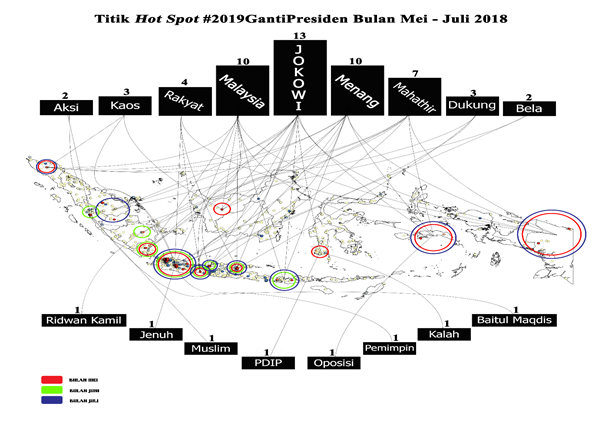 Titik Hot Spot #2019GantiPresiden Bulan Mei - Juli 2018
2
Aksi
3
Kaos
4
Rakyat
10
Malaysia
13
JOKOWI
10
Menang
7
Mahathir
3
Dukung
2
Bela
1
Ridwan Kamil
1
Jenuh
1
Muslim
1
PDIP
1
Oposisi
1
Pemimpin
1
Kalah
1
Baitul Maqdis
BULAN MEI
BULAN JUNI
BULAN JULI